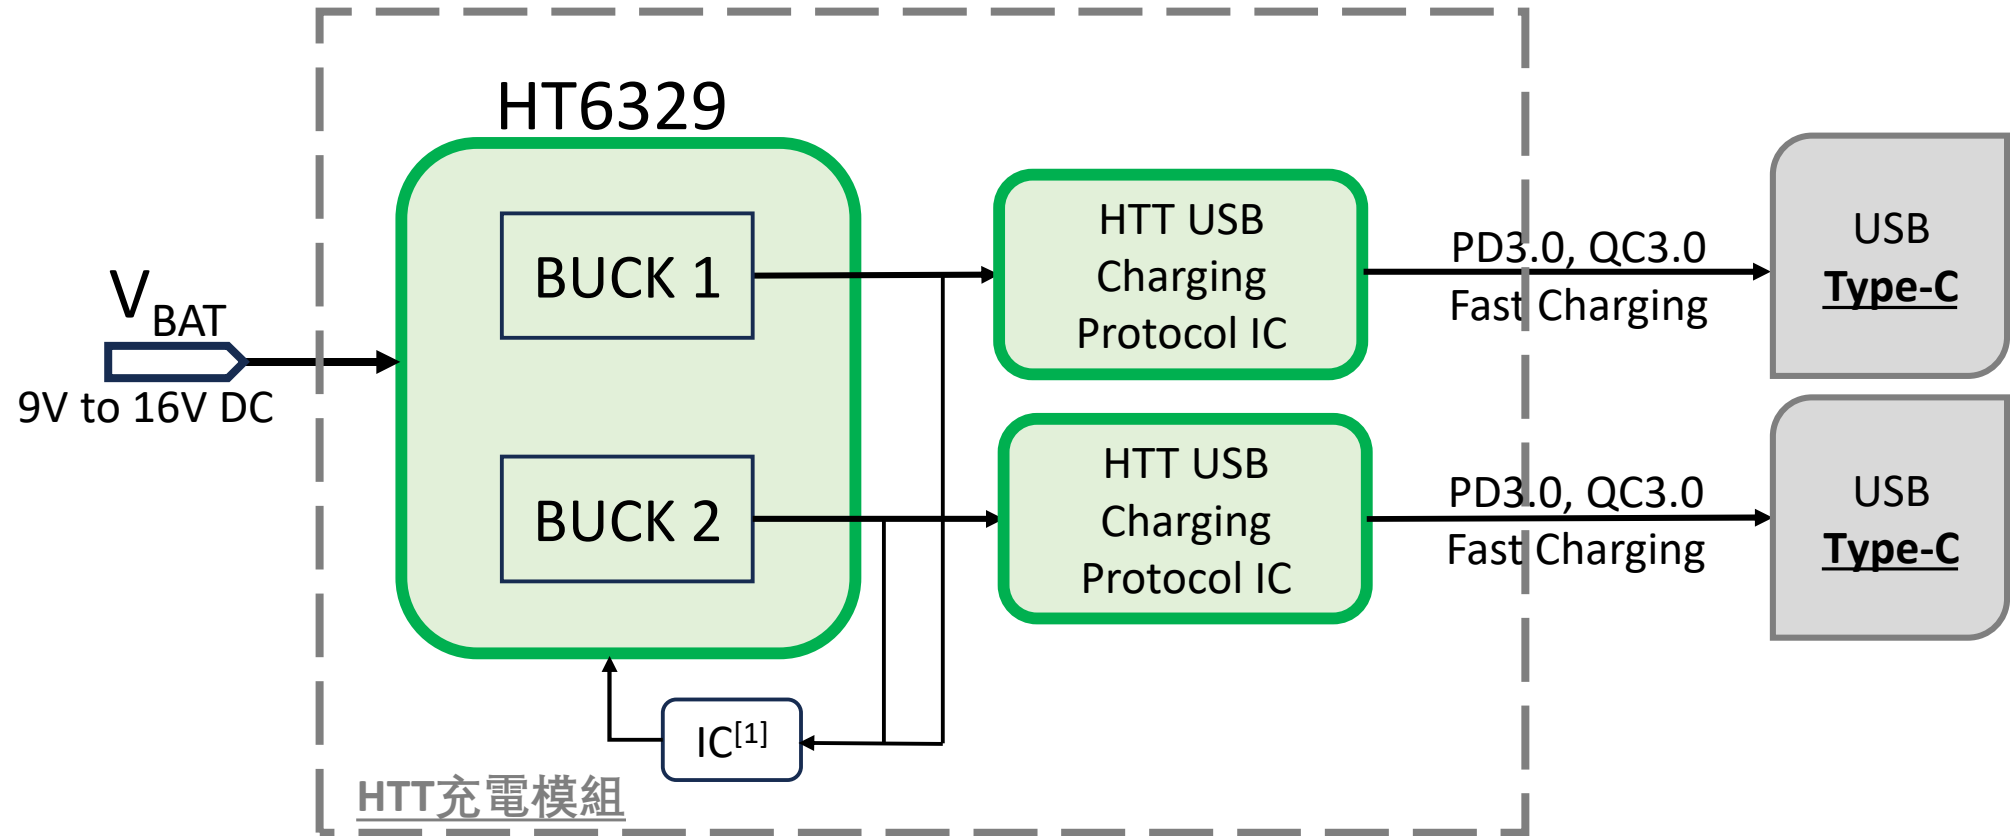 HT6329
BUCK 1
BUCK 2
V BAT
9V to 16V DC
HTT USB
Charging
Protocol IC
PD3.0, QC3.0
Fast Charging
USB
Type-C
HTT USB
Charging
Protocol IC
PD3.0, QC3.0
Fast Charging
USB
Type-C
IC[1]
HTT充電模組